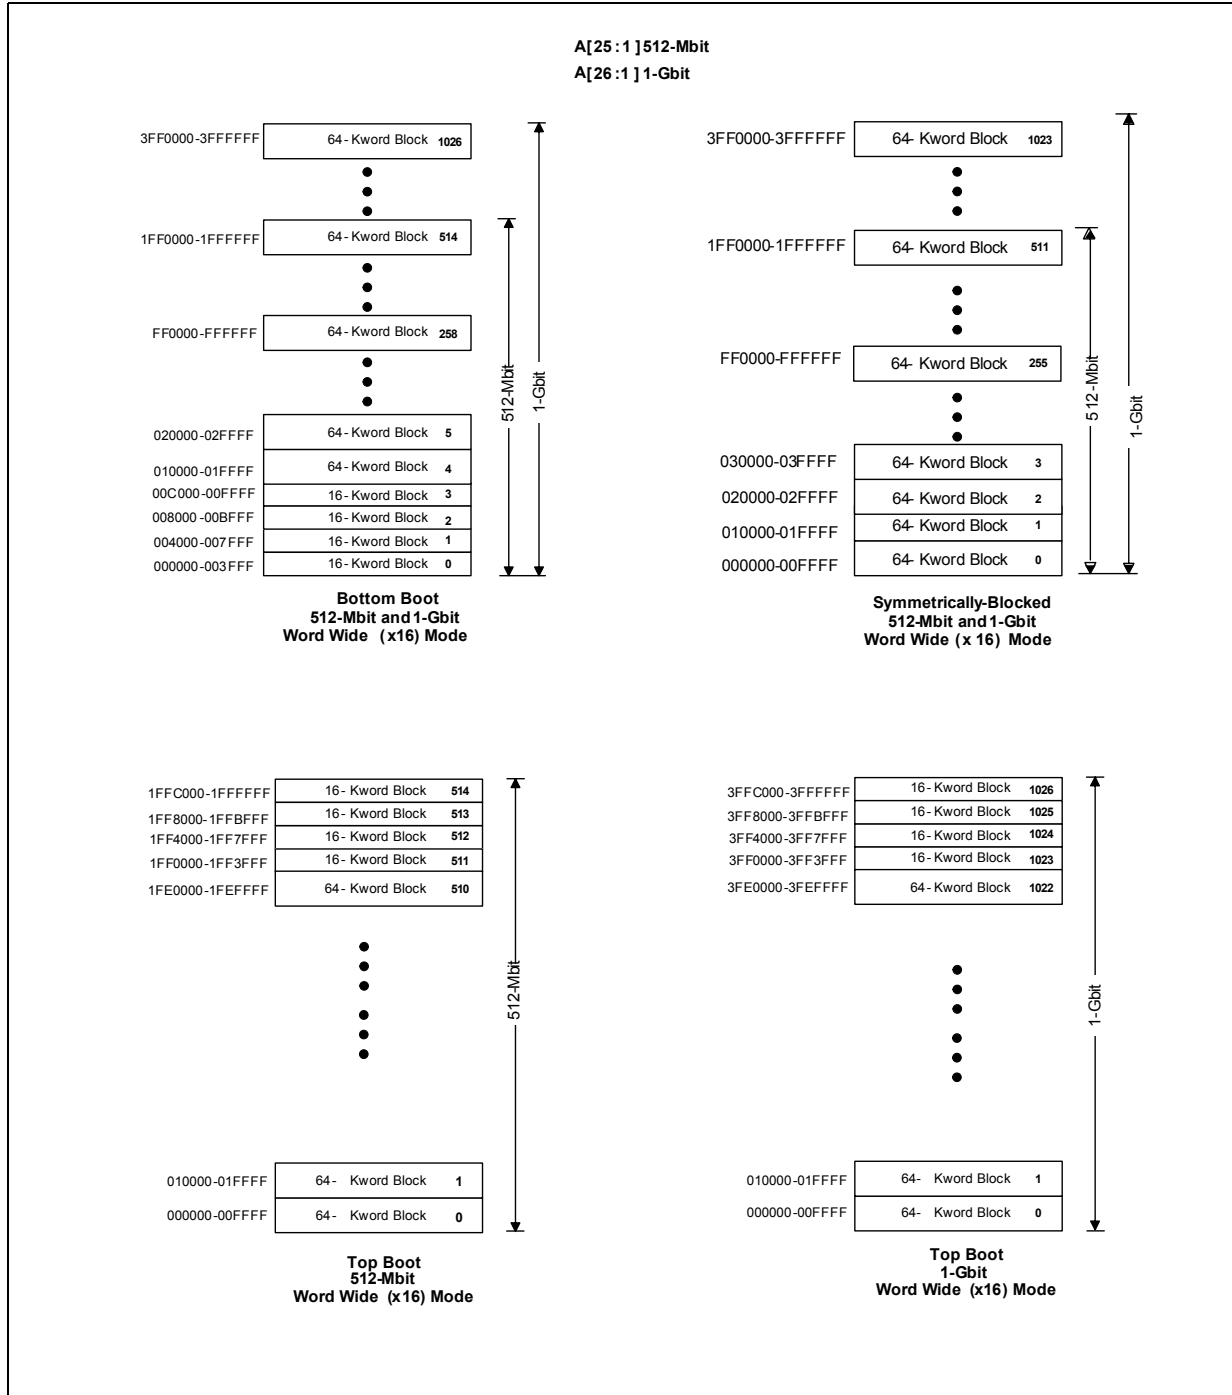 A[25:1]512-Mbit
A[26:1]1-Gbit
3FF0000-3FFFFFF 64-Kword Block 1026
1FF0000-1FFFFFF 64-Kword Block 514
FF0000-FFFFFF 64-Kword Block 258
020000-02FFFF 64-Kword Block 5
010000-01FFFF 64-Kword Block 4
00C000-00FFFF 16-Kword Block 3
008000-00BFFF 16-Kword Block 2
004000-007FFF 16-Kword Block 1
000000-003FFF 16-Kword Block 0
512-Mbit
1-Gbit
Bottom Boot
512-Mbit and 1-Gbit
Word Wide (x16) Mode
3FF0000-3FFFFFF 64-Kword Block 1023
1FF0000-1FFFFFF 64-Kword Block 511
FF0000-FFFFFF 64-Kword Block 255
030000-03FFFF 64-Kword Block 3
020000-02FFFF 64-Kword Block 2
010000-01FFFF 64-Kword Block 1
000000-00FFFF 64-Kword Block 0
512-Mbit
1-Gbit
Symmetrically-Blocked
512-Mbit and 1-Gbit
Word Wide (x 16) Mode
1FFC000-1FFFFFF 16-Kword Block 514
1FF8000-1FFBFFF 16-Kword Block 513
1FF4000-1FF7FFF 16-Kword Block 512
1FF0000-1FF3FFF 16-Kword Block 511
1FE0000-1FEFFFF 64-Kword Block 510
512-Mbit
010000-01FFFF 64- Kword Block 1
000000-00FFFF 64- Kword Block 0
Top Boot
512-Mbit
Word Wide (x16) Mode
3FFC000-3FFFFFF 16-Kword Block 1026
3FF8000-3FFBFFF 16-Kword Block 1025
3FF4000-3FF7FFF 16-Kword Block 1024
3FF0000-3FF3FFF 16-Kword Block 1023
3FE0000-3FEFFFF 64-Kword Block 1022
1-Gbit
010000-01FFFF 64- Kword Block 1
000000-00FFFF 64- Kword Block 0
Top Boot
1-Gbit
Word Wide (x16) Mode